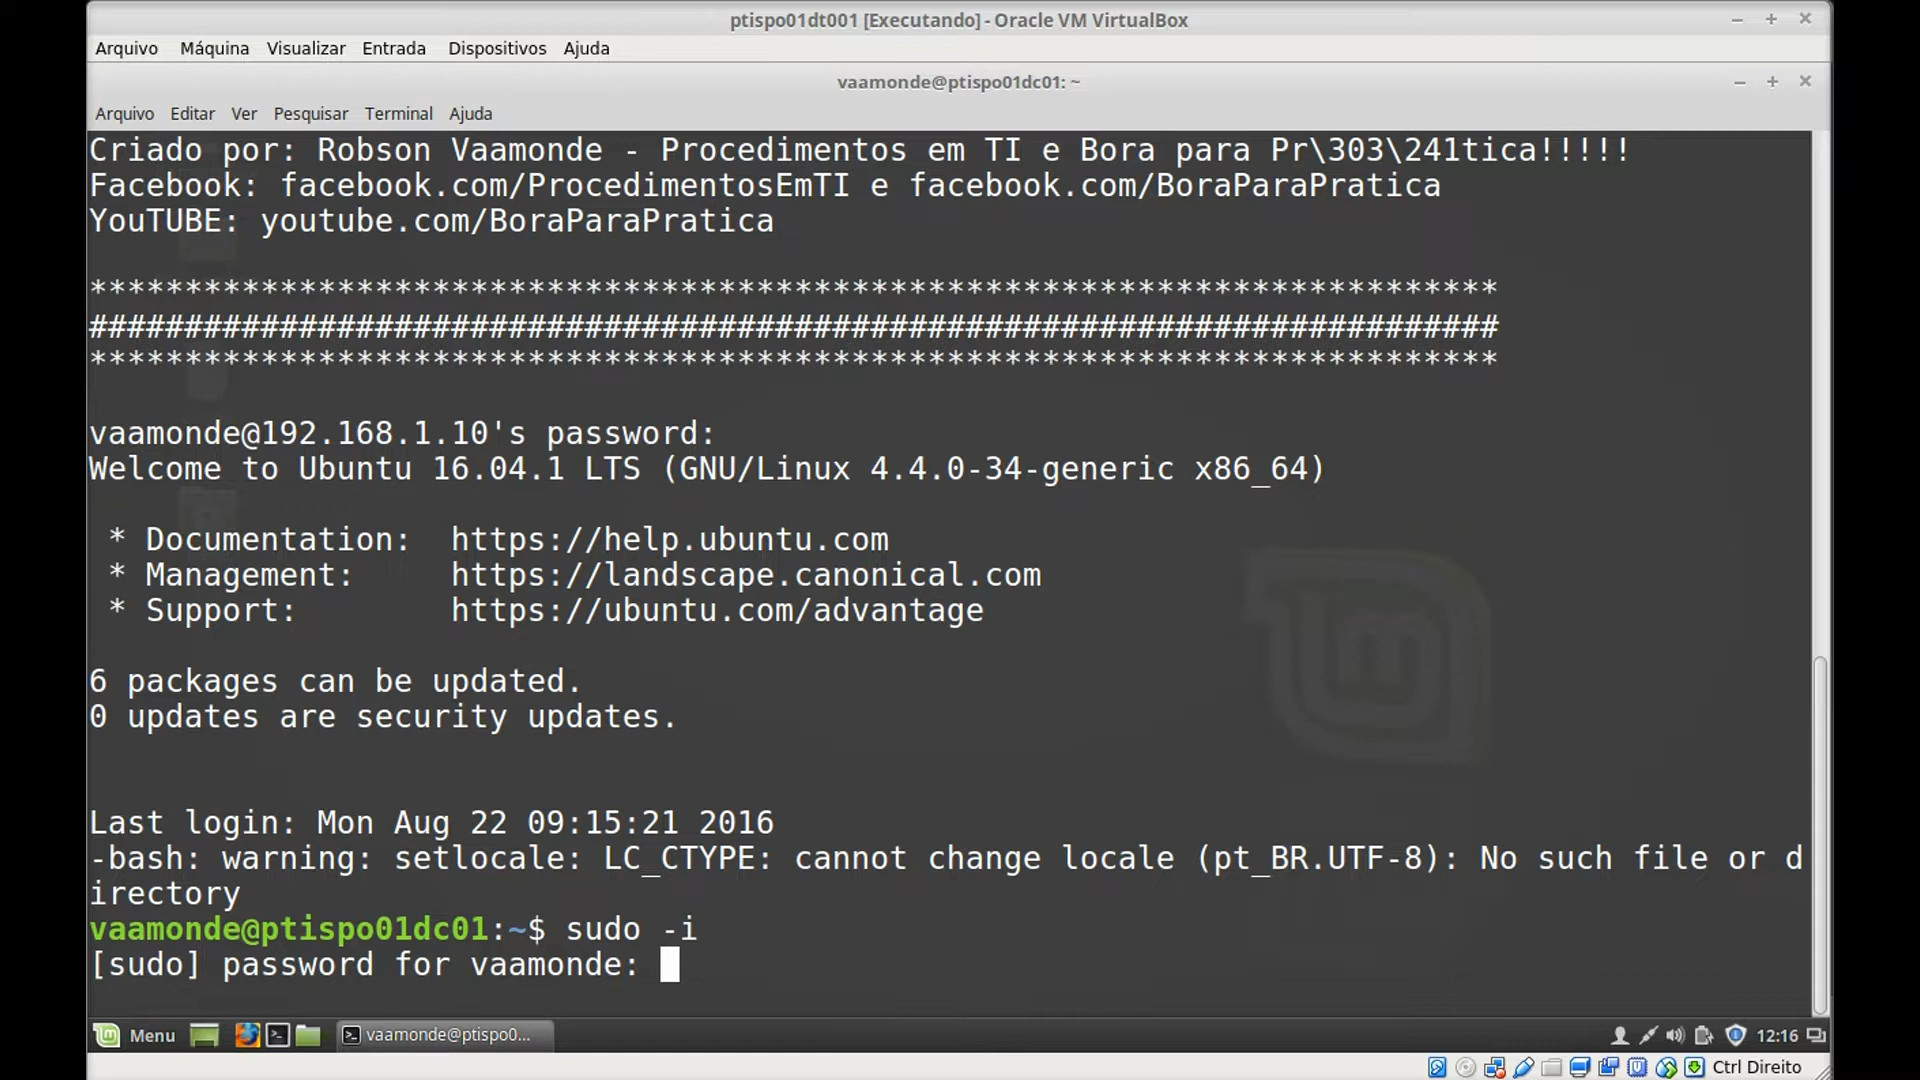 ptispo01dt001 [Executando] - Oracle VM VirtualBox
Arquivo Máquina Visualizar Entrada Dispositivos Ajuda
vaamonde@ptispo01dc01: ~
Arquivo Editar Ver Pesquisar Terminal Ajuda
Criado por: Robson Vaamonde - Procedimentos em TI e Bora para Pr\303\241tica!!!!!
Facebook: facebook.com/ProcedimentosEmTI e facebook.com/BoraParaPratica
YouTUBE: youtube.com/BoraParaPratica
**************************************************************************
##########################################################################
**************************************************************************
vaamonde@192.168.1.10's password:
Welcome to Ubuntu 16.04.1 LTS (GNU/Linux 4.4.0-34-generic x86_64)
* Documentation: https://help.ubuntu.com
* Management: https://landscape.canonical.com
* Support: https://ubuntu.com/advantage
6 packages can be updated.
0 updates are security updates.
Last login: Mon Aug 22 09:15:21 2016
-bash: warning: setlocale: LC_CTYPE: cannot change locale (pt_BR.UTF-8): No such file or d
irectory
vaamonde@ptispo01dc01:~$ sudo -i
[sudo] password for vaamonde:
Menu vaamonde@ptispo0... 12:16
Ctrl Direito